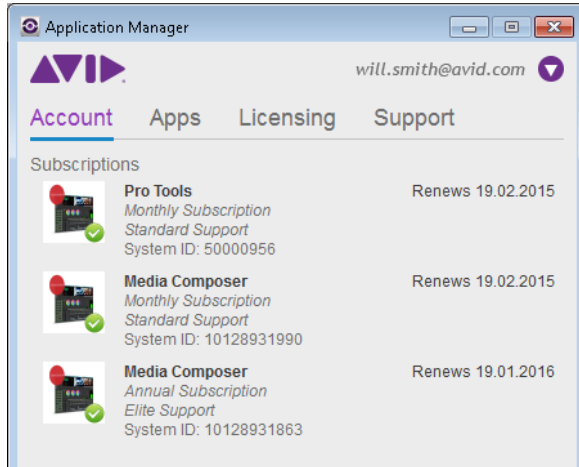 Application Manager
AVID
will.smith@avid.com
Account Apps Licensing Support
Subscriptions
Pro Tools Renews 19.02.2015
Monthly Subscription
Standard Support
System ID: 50000956
Media Composer Renews 19.02.2015
Monthly Subscription
Standard Support
System ID: 10128931990
Media Composer Renews 19.01.2016
Annual Subscription
Elite Support
System ID: 10128931863